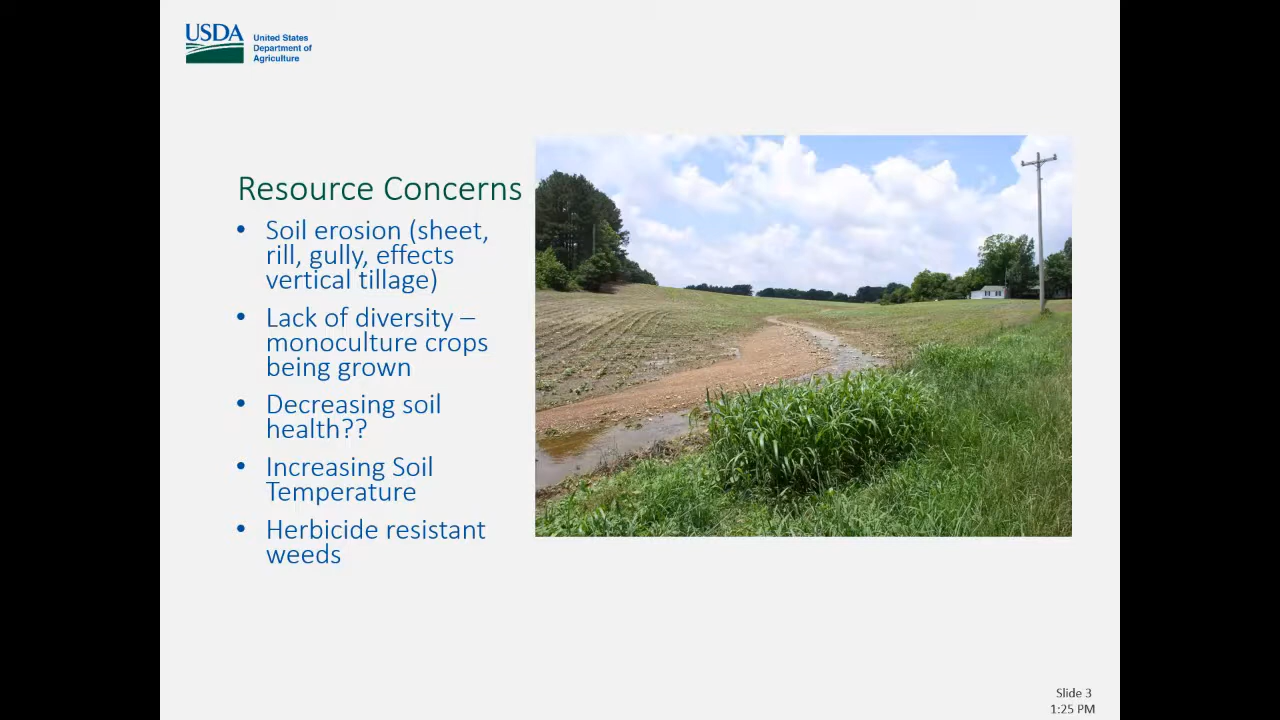 USDA
United States
Department of
Agriculture
Resource Concerns
• Soil erosion (sheet,
rill, gully, effects
vertical tillage)
• Lack of diversity –
monoculture crops
being grown
• Decreasing soil
health??
• Increasing Soil
Temperature
• Herbicide resistant
weeds
Slide 3
1:25 PM